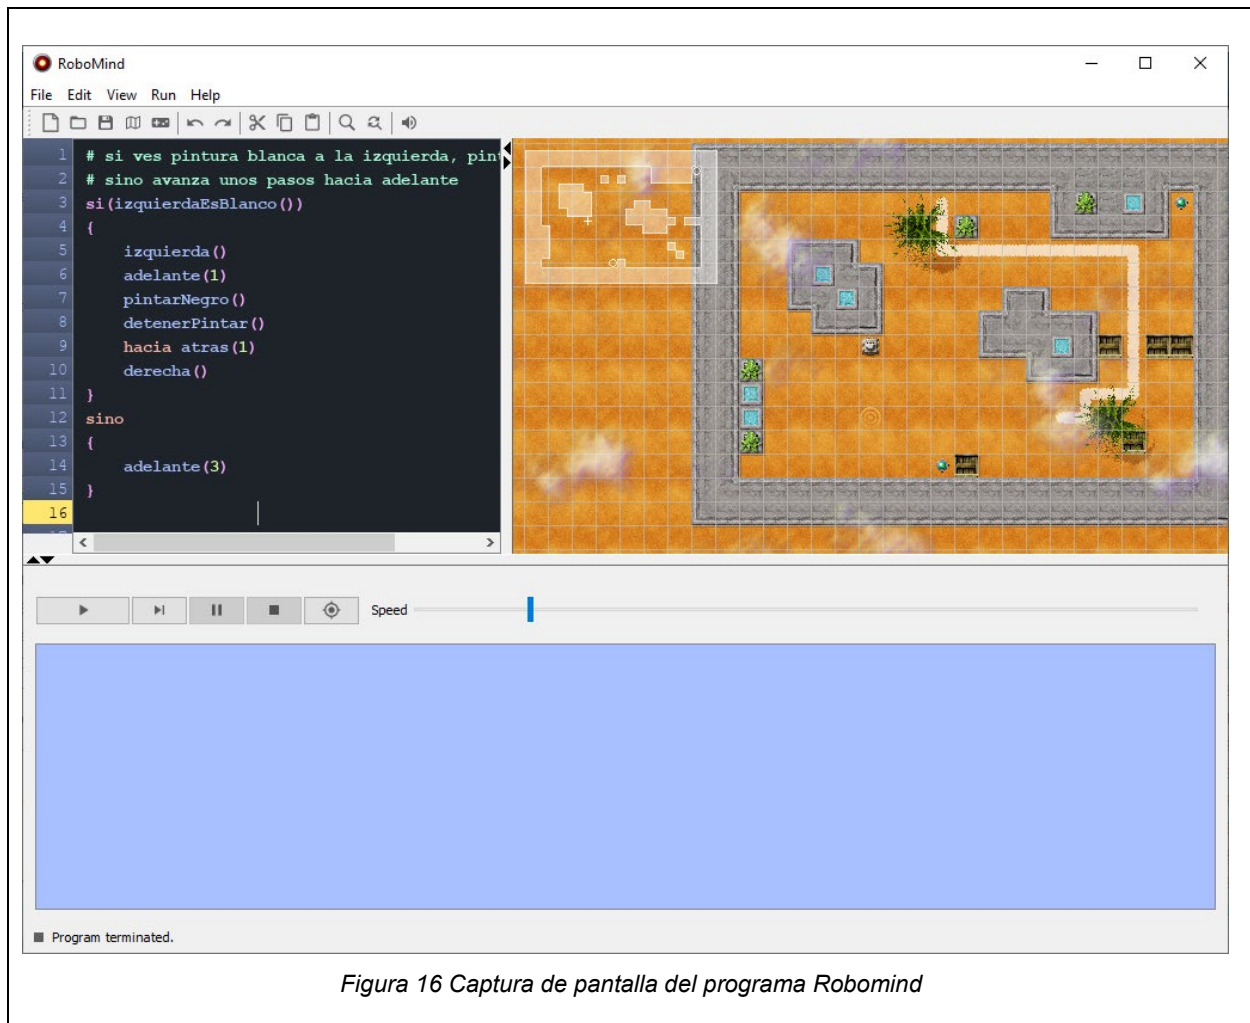 RoboMind
File Edit View Run Help
1 # si ves pintura blanca a la izquierda,
2 # sino avanza unos pasos hacia adelante
3 si(izquierdaEsBlanco())
4 {
5 izquierda()
6 adelante(1)
7 pintarNegro()
8 detenerPintar()
9 hacia atras(1)
10 derecha()
11 }
12 sino
13 {
14 adelante(3)
15 }
16
Speed
Program terminated.
Figura 16 Captura de pantalla del programa Robomind